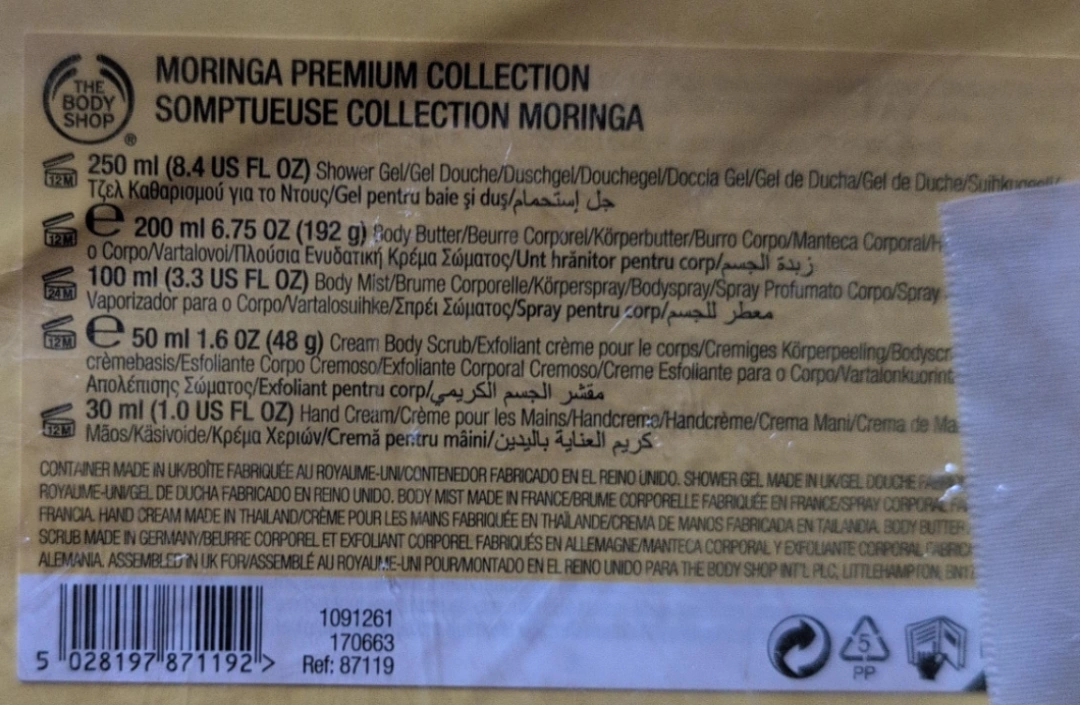 THE
BODY
SHOP
®
MORINGA PREMIUM COLLECTION
SOMPTUEUSE COLLECTION MORINGA
12M
250 ml (8.4 US FL OZ) Shower Gel/Gel Douche/Duschgel/Douchegel/Doccia Gel/Gel de Ducha/Gel de Duche/Suihkugeeli/
Τζελ Καθαρισμού για το Ντους/Gel pentru baie și duș/جل إستحمام
12M
e 200 ml 6.75 OZ (192 g) Body Butter/Beurre Corporel/Körperbutter/Burro Corpo/Manteca Corporal/
o Corpo/Vartalovoi/Πλούσια Ενυδατική Κρέμα Σώματος/Unt hrănitor pentru corp/زبدة الجسم
24M
100 ml (3.3 US FL OZ) Body Mist/Brume Corporelle/Körperspray/Bodyspray/Spray Profumato Corpo/Spray
Vaporizador para o Corpo/Vartalosuihke/Σπρέι Σώματος/Spray pentru corp/معطر للجسم
12M
e 50 ml 1.6 OZ (48 g) Cream Body Scrub/Exfoliant crème pour le corps/Cremiges Körperpeeling/Bodyscr
crèmebasis/Esfoliante Corpo Cremoso/Exfoliante Corporal Cremoso/Creme Esfoliante para o Corpo/Vartalonkuorint
Απολέπισης Σώματος/Exfoliant pentru corp/مقشر الجسم الكريمي
12M
30 ml (1.0 US FL OZ) Hand Cream/Crème pour les Mains/Handcreme/Handcrème/Crema Mani/Crema de Ma
Mãos/Käsivoide/Κρέμα Χεριών/Cremă pentru mâini/كريم العناية باليدين
CONTAINER MADE IN UK/BOÎTE FABRIQUÉE AU ROYAUME-UNI/CONTENEDOR FABRICADO EN EL REINO UNIDO. SHOWER GEL MADE IN UK/GEL DOUCHE
ROYAUME-UNI/GEL DE DUCHA FABRICADO EN REINO UNIDO. BODY MIST MADE IN FRANCE/BRUME CORPORELLE FABRIQUÉE EN FRANCE/SPRAY CORPORAL
FRANCIA. HAND CREAM MADE IN THAILAND/CRÈME POUR LES MAINS FABRIQUÉE EN THAÏLANDE/CREMA DE MANOS FABRICADA EN TAILANDIA. BODY BUTTER
SCRUB MADE IN GERMANY/BEURRE CORPOREL ET EXFOLIANT CORPOREL FABRIQUÉS EN ALLEMAGNE/MANTECA CORPORAL Y EXFOLIANTE CORPORAL FABRIC
ALEMANIA. ASSEMBLED IN UK FOR/ASSEMBLÉ AU ROYAUME-UNI POUR/MONTADO EN EL REINO UNIDO PARA THE BODY SHOP INT'L PLC, LITTLEHAMPTON, BN17
5 028197 871192 >
1091261
170663
Ref: 87119
5
PP